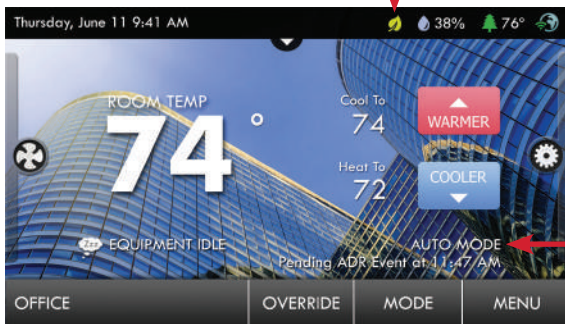 Thursday, June 11 9:41 AM 38% 76°
ROOM TEMP
74°
Cool To
74
WARMER
Heat To
72
COOLER
Zzz EQUIPMENT IDLE
AUTO MODE
Pending ADR Event at 11:47 AM
OFFICE OVERRIDE MODE MENU